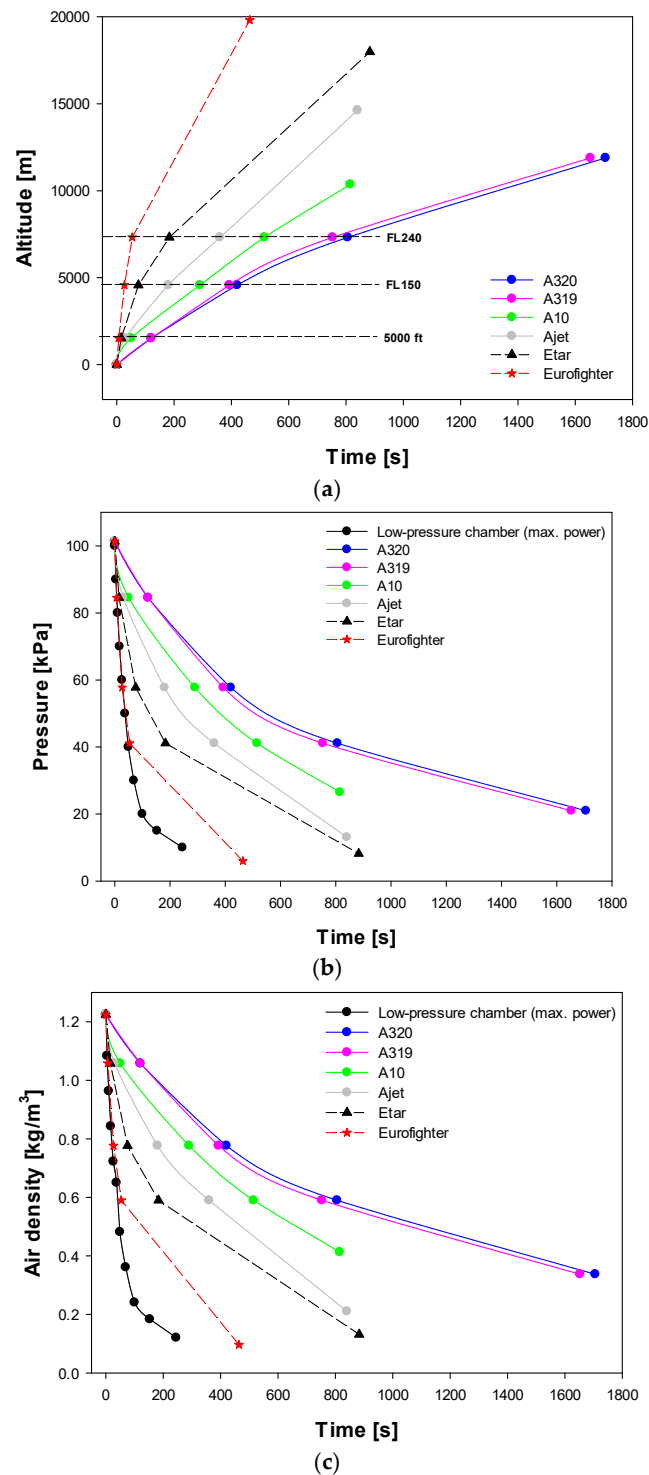 20000
15000
10000
5000
0
Altitude [m]
FL240
FL150
5000 ft
A320
A319
A10
Ajet
Etar
Eurofighter
0 200 400 600 800 1000 1200 1400 1600 1800
Time [s]
(a)
100
80
60
40
20
0
Pressure [kPa]
Low-pressure chamber (max. power)
A320
A319
A10
Ajet
Etar
Eurofighter
0 200 400 600 800 1000 1200 1400 1600 1800
Time [s]
(b)
1.2
1.0
0.8
0.6
0.4
0.2
0.0
Air density [kg/m³]
Low-pressure chamber (max. power)
A320
A319
A10
Ajet
Etar
Eurofighter
0 200 400 600 800 1000 1200 1400 1600 1800
Time [s]
(c)